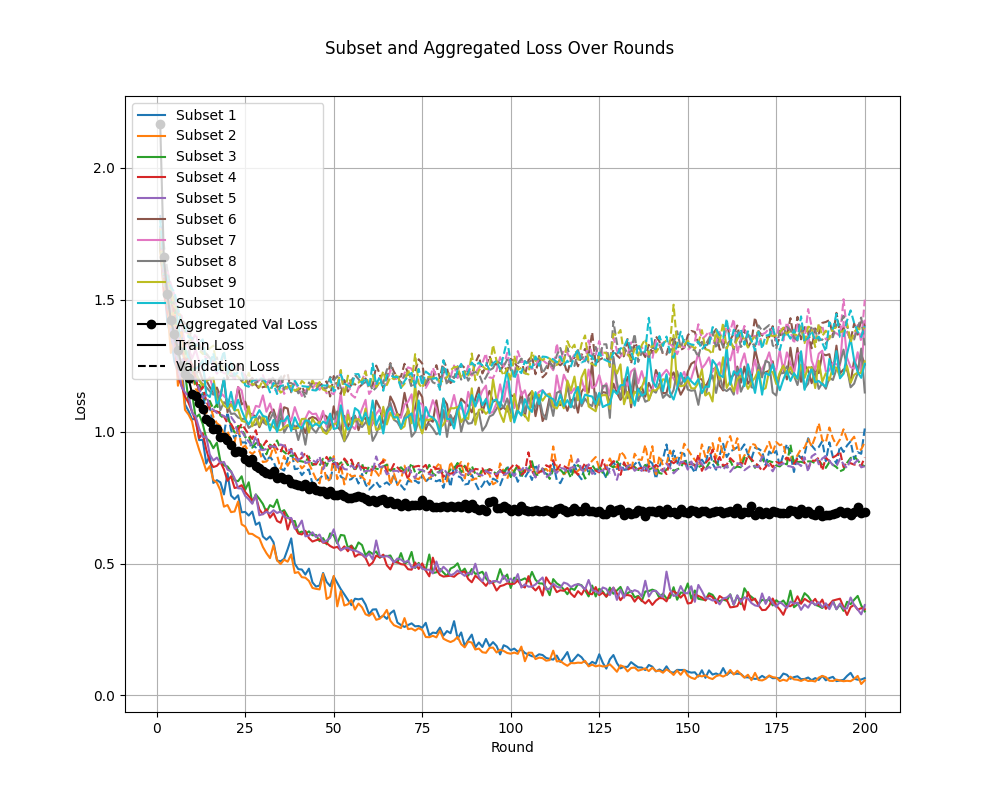 Subset and Aggregated Loss Over Rounds
Subset 1
Subset 2
Subset 3
Subset 4
Subset 5
Subset 6
Subset 7
Subset 8
Subset 9
Subset 10
Aggregated Val Loss
Train Loss
Validation Loss
Loss
2.0
1.5
1.0
0.5
0.0
0
25
50
75
100
125
150
175
200
Round